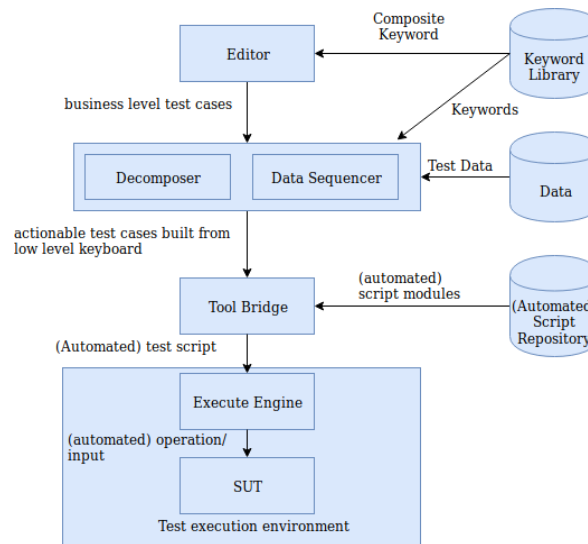 Composite
Keyword
Editor
Keyword
Library
business level test cases
Keywords
Decomposer
Data Sequencer
Test Data
Data
actionable test cases built from
low level keyboard
(automated)
script modules
Tool Bridge
(Automated)
Script
Repository
(Automated) test script
Execute Engine
(automated) operation/
input
SUT
Test execution environment